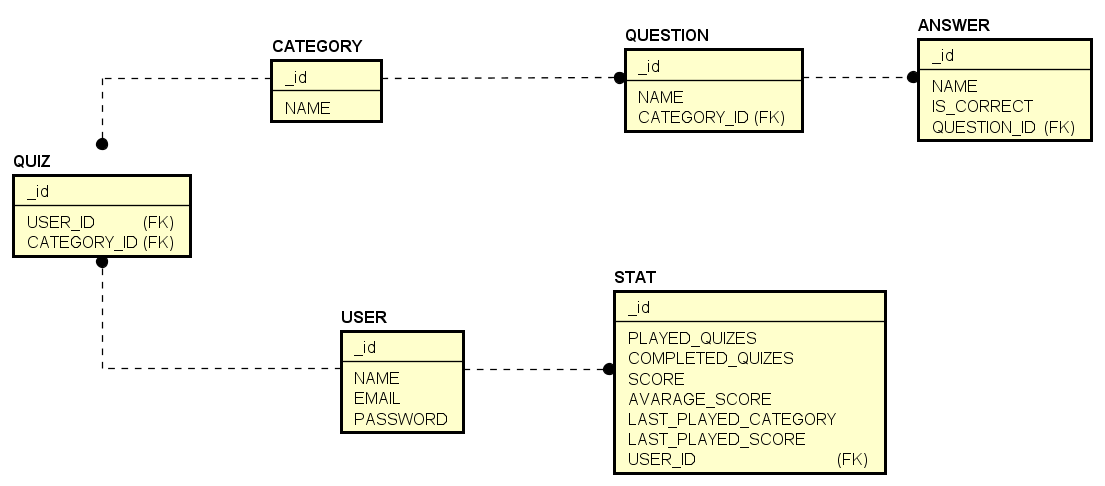 CATEGORY
_id
NAME
QUESTION
_id
NAME
CATEGORY_ID (FK)
ANSWER
_id
NAME
IS_CORRECT
QUESTION_ID (FK)
QUIZ
_id
USER_ID (FK)
CATEGORY_ID (FK)
USER
_id
NAME
EMAIL
PASSWORD
STAT
_id
PLAYED_QUIZES
COMPLETED_QUIZES
SCORE
AVARAGE_SCORE
LAST_PLAYED_CATEGORY
LAST_PLAYED_SCORE
USER_ID (FK)